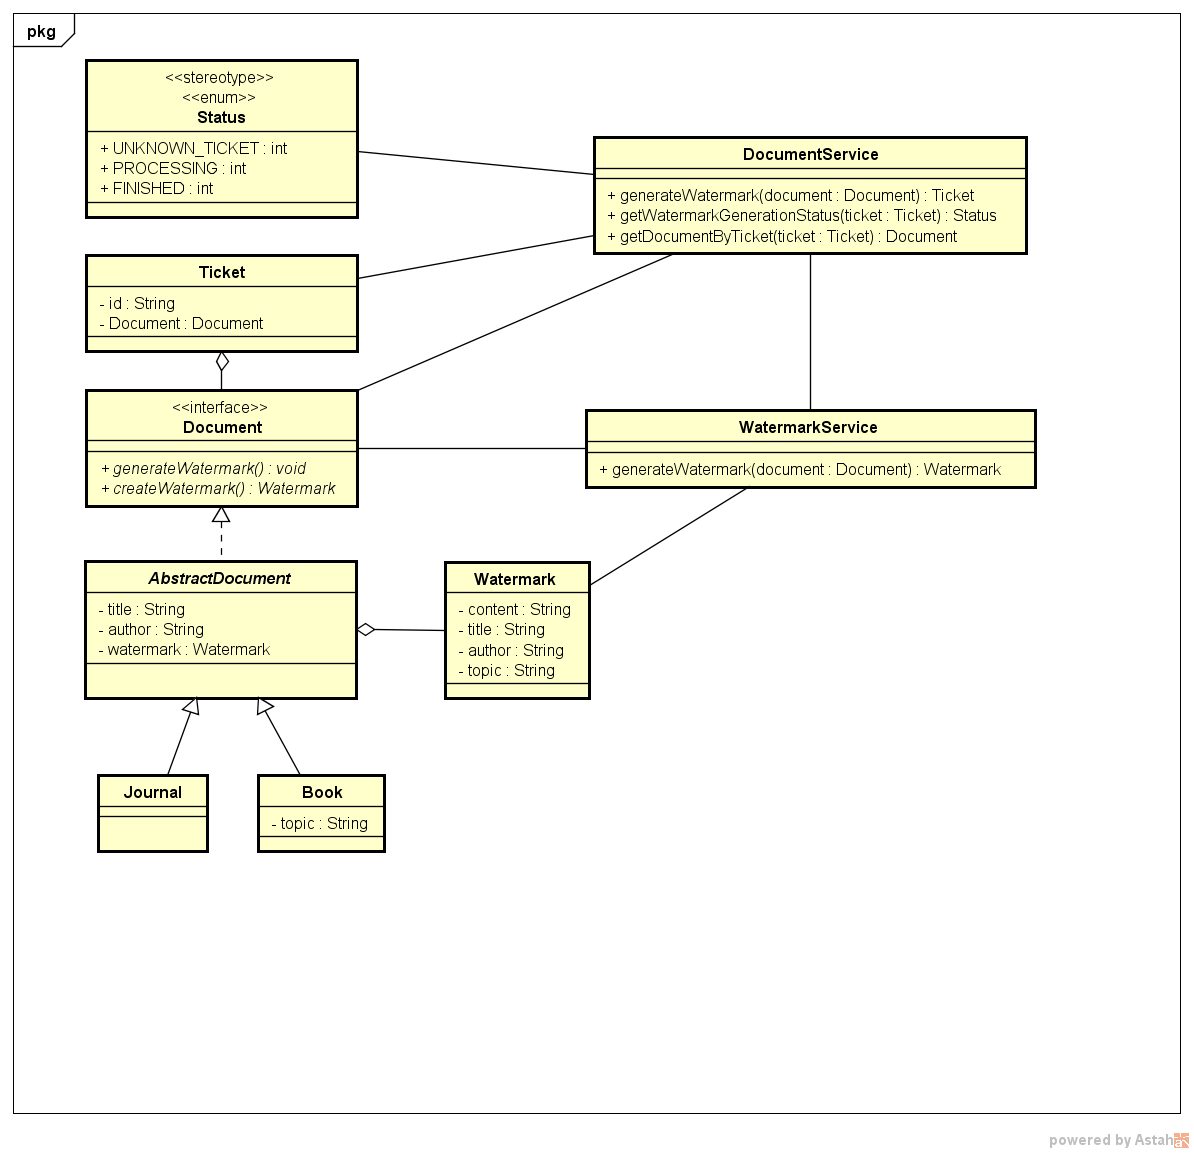 pkg
<<stereotype>>
<<enum>>
Status
+ UNKNOWN_TICKET : int
+ PROCESSING : int
+ FINISHED : int
DocumentService
+ generateWatermark(document : Document) : Ticket
+ getWatermarkGenerationStatus(ticket : Ticket) : Status
+ getDocumentByTicket(ticket : Ticket) : Document
Ticket
- id : String
- Document : Document
<<interface>>
Document
+ generateWatermark() : void
+ createWatermark() : Watermark
WatermarkService
+ generateWatermark(document : Document) : Watermark
AbstractDocument
- title : String
- author : String
- watermark : Watermark
Watermark
- content : String
- title : String
- author : String
- topic : String
Journal
Book
- topic : String
powered by Astah